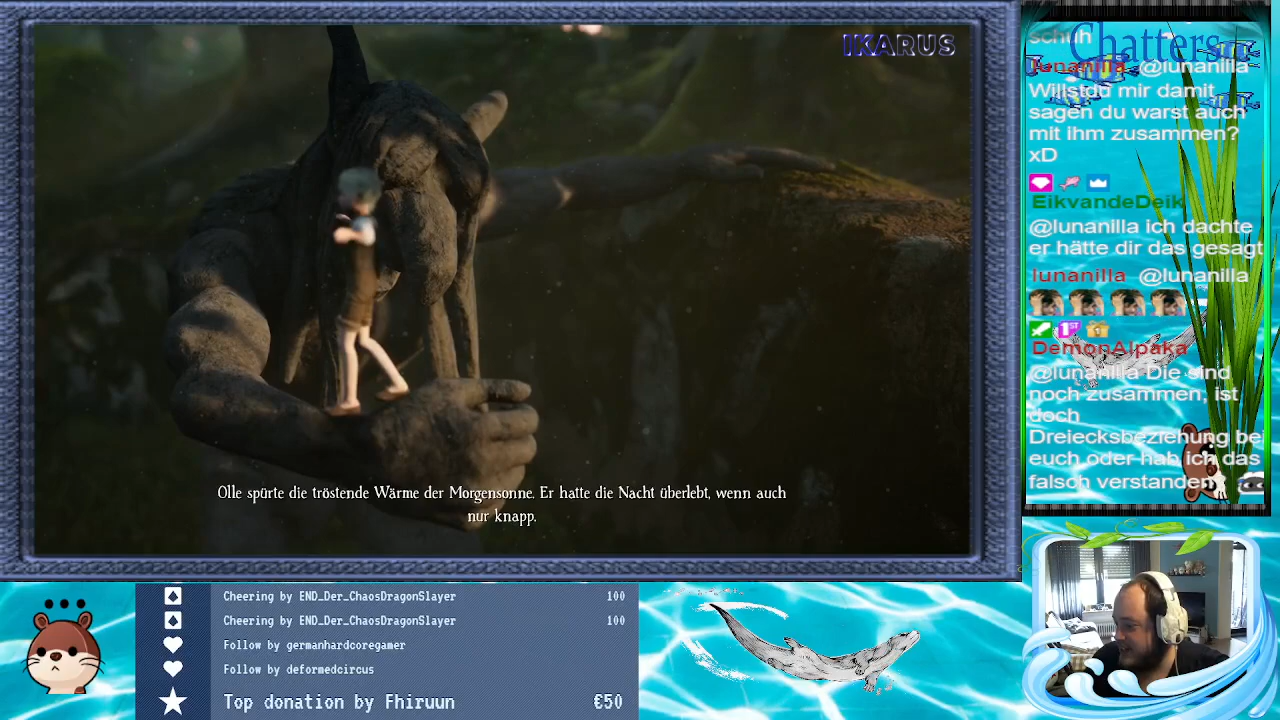 IKARUS
Olle spürte die tröstende Wärme der Morgensonne. Er hatte die Nacht überlebt, wenn auch
nur knapp.
Chatters
schuh
lunanilla @lunanilla
Willstdu mir damit
sagen du warst auch
mit ihm zusammen?
xD
EikvandeDeik
@lunanilla ich dachte
er hätte dir das gesagt
lunanilla @lunanilla
DemonAlpaka
@lunanilla Die sind
noch zusammen, ist
doch
Dreiecksbeziehung bei
euch oder hab ich das
falsch verstanden?
Cheering by END_Der_ChaosDragonSlayer 100
Cheering by END_Der_ChaosDragonSlayer 100
Follow by germanhardcoregamer
Follow by deformedcircus
Top donation by Fhiruun €50